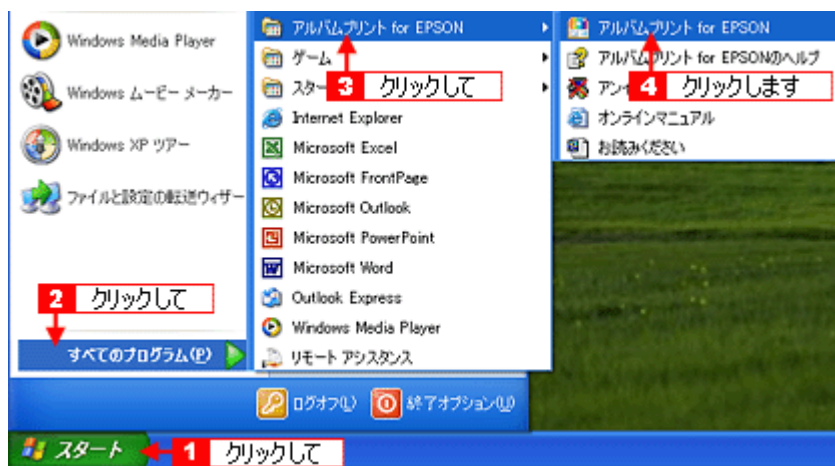 Windows Media Player
Windows ムービー メーカー
Windows XP ツアー
ファイルと設定の転送ウィザー
2 クリックして
すべてのプログラム(P)
アルバムプリント for EPSON
ゲーム
スター
3 クリックして
Internet Explorer
Microsoft Excel
Microsoft FrontPage
Microsoft Outlook
Microsoft PowerPoint
Microsoft Word
Outlook Express
Windows Media Player
リモート アシスタンス
アルバムプリント for EPSON
アルバムプリント for EPSONのヘルプ
アンイ
4 クリックします
オンラインマニュアル
お読みください
ログオフ(L)
終了オプション(U)
スタート
1 クリックして